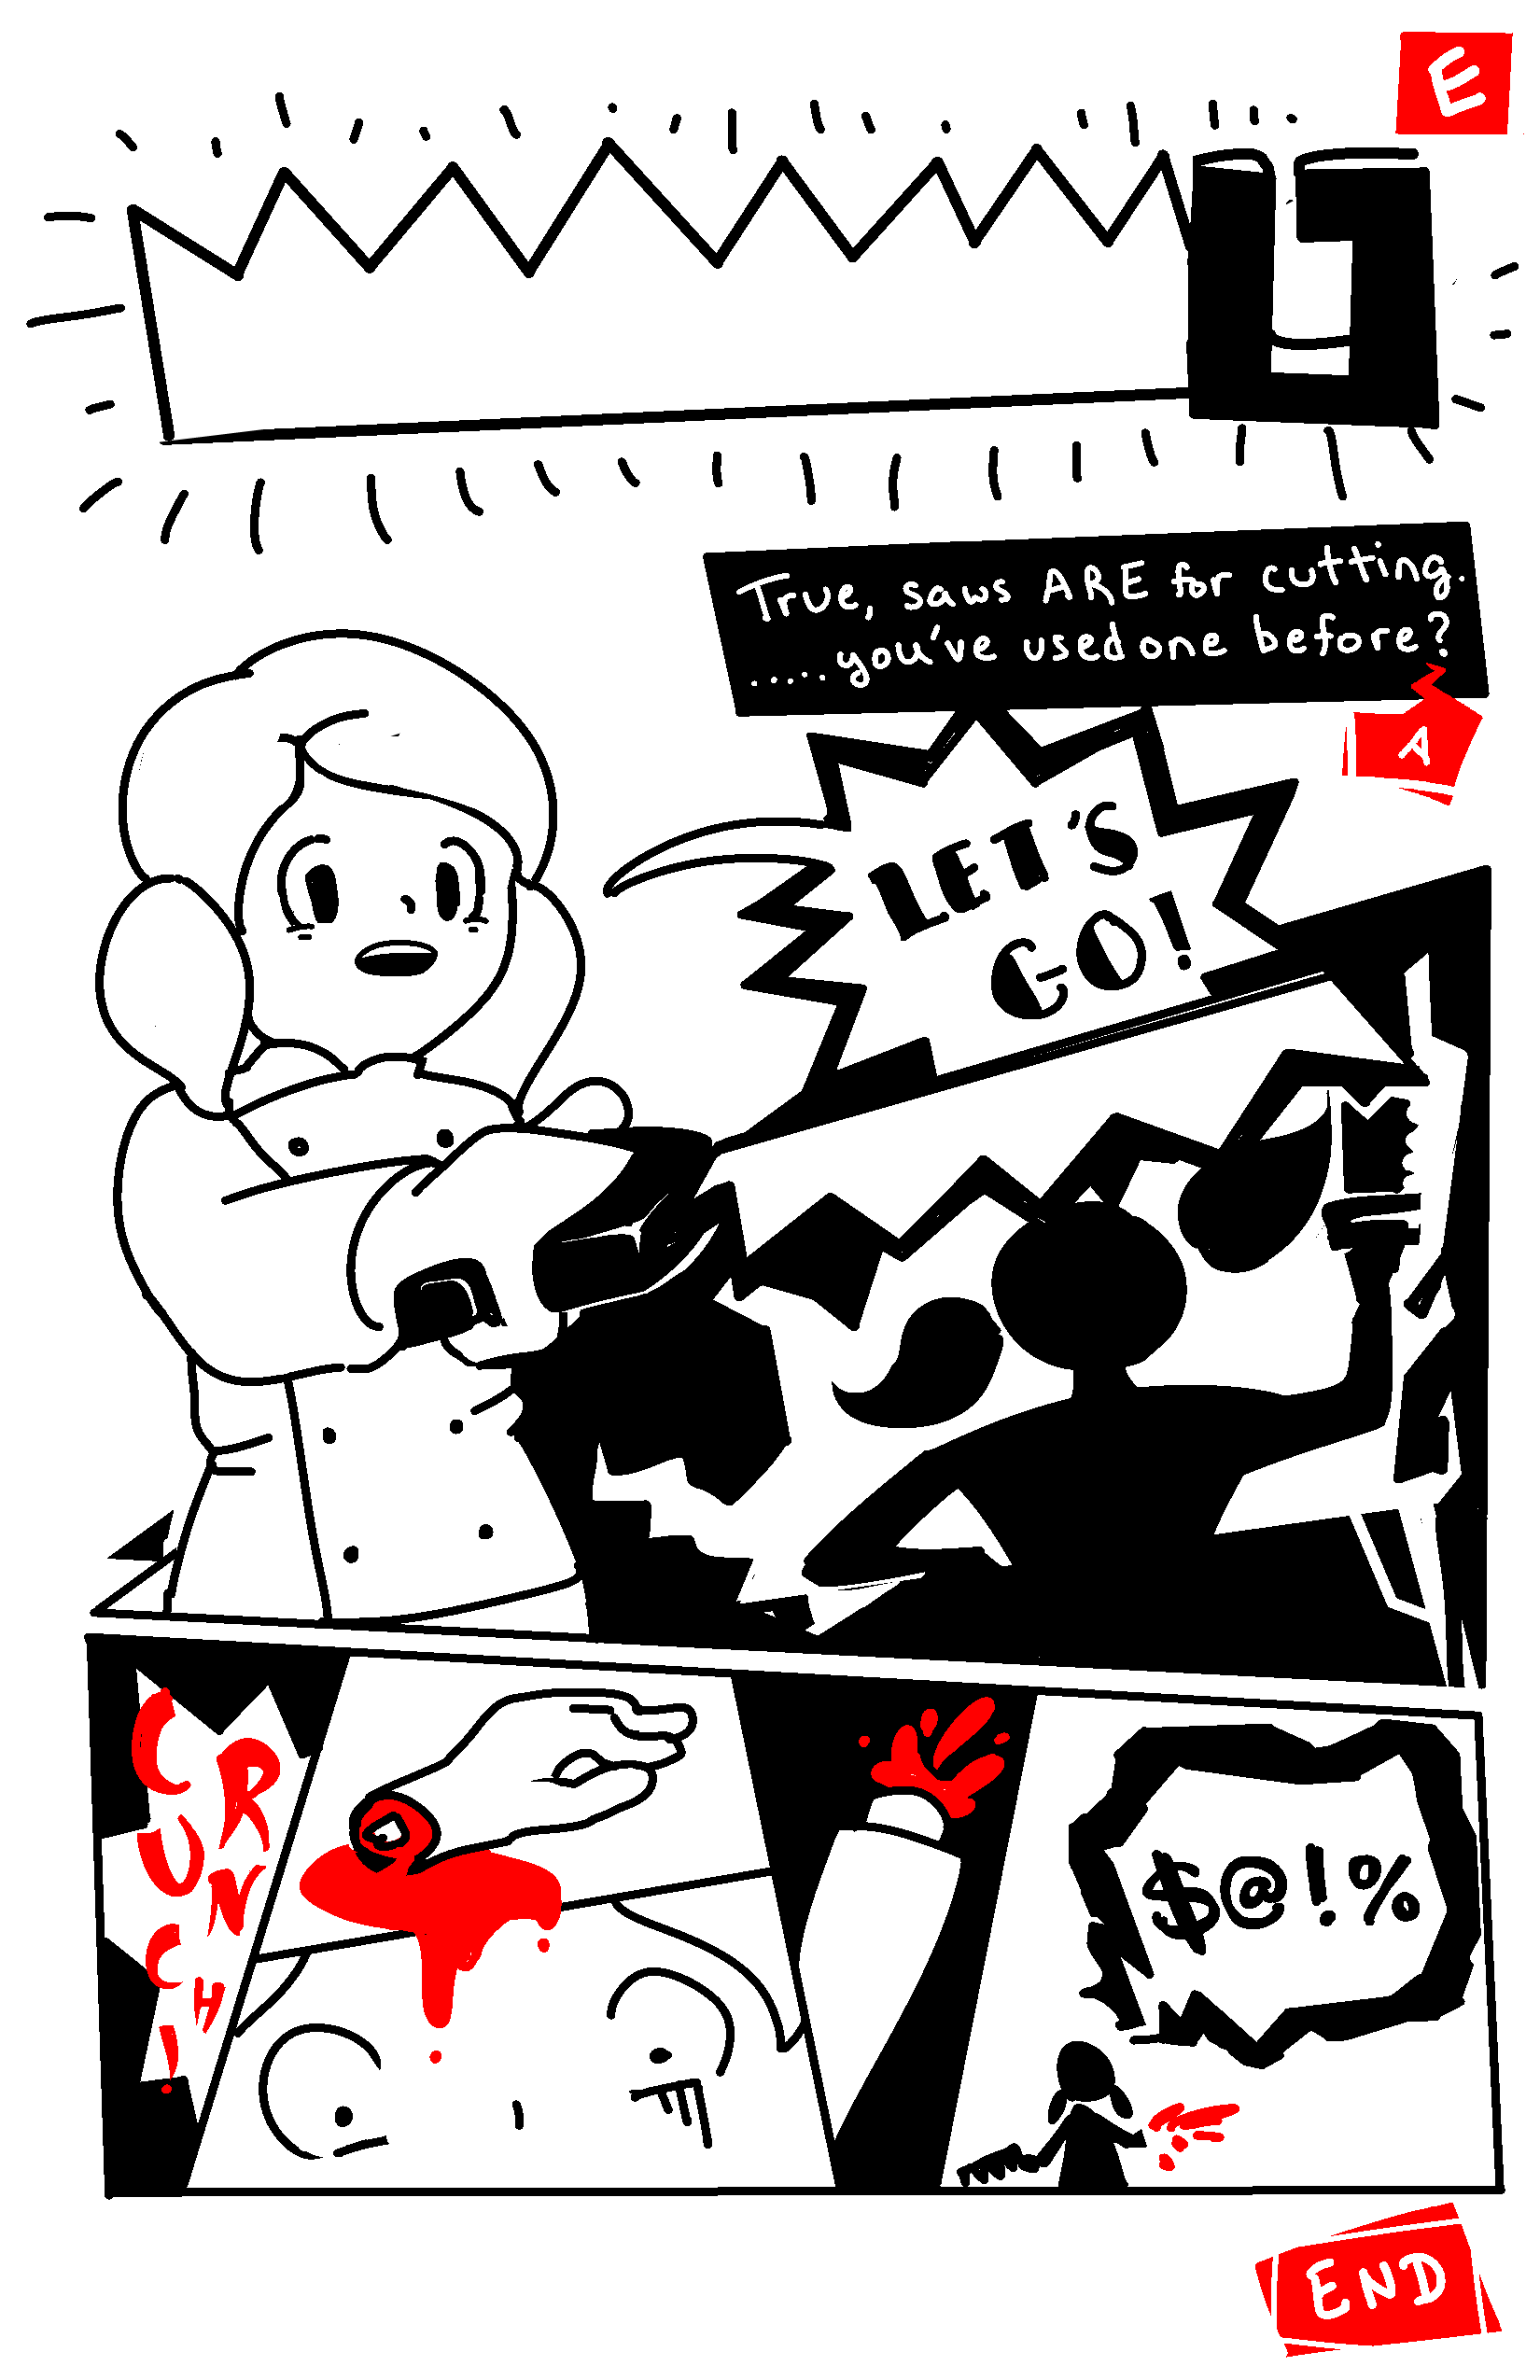 E
True, saws ARE for cutting.
.....you've used one before?
A
LET'S
GO!
CRUNCH!
$@!%
END